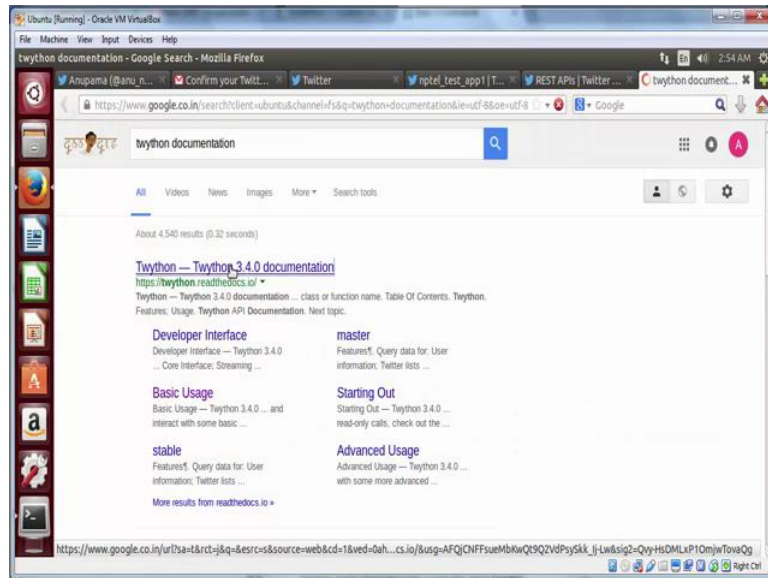 Ubuntu [Running] - Oracle VM VirtualBox
File Machine View Input Devices Help
twython documentation - Google Search - Mozilla Firefox
En 2:54 AM
Anupama (@anu_n... Confirm your Twitt... Twitter nptel_test_app1 | T... REST APIs | Twitter ... twython document...
https://www.google.co.in/search?client=ubuntu&channel=fs&q=twython+documentation&ie=utf-8&oe=utf-8 Google
twython documentation A
All Videos News Images More Search tools
About 4,540 results (0.32 seconds)
Twython — Twython 3.4.0 documentation
https://twython.readthedocs.io/
Twython — Twython 3.4.0 documentation ... class or function name. Table Of Contents. Twython.
Features; Usage. Twython API Documentation. Next topic.
Developer Interface
Developer Interface — Twython 3.4.0
... Core Interface; Streaming ...
master
Features¶. Query data for: User
information; Twitter lists ...
Basic Usage
Basic Usage — Twython 3.4.0 ... and
interact with some basic ...
Starting Out
Starting Out — Twython 3.4.0 ...
read-only calls, check out the ...
stable
Features¶. Query data for: User
information; Twitter lists ...
Advanced Usage
Advanced Usage — Twython 3.4.0 ...
with some more advanced ...
More results from readthedocs.io »
Right Ctrl